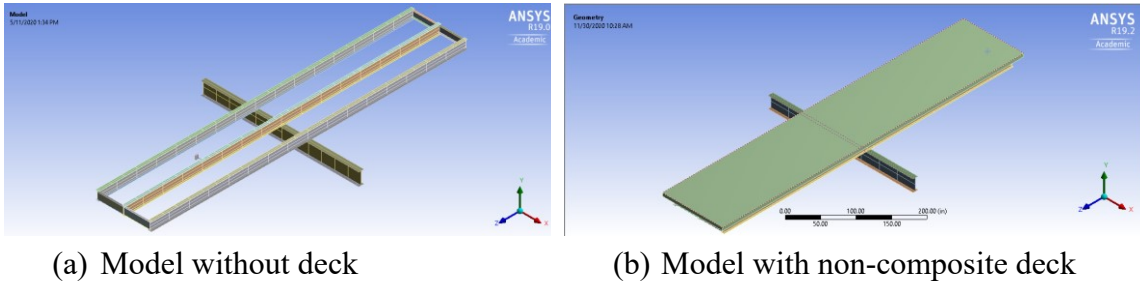 Model
5/11/2020 1:34 PM
ANSYS
R19.0
Academic
Y
Z
X
Geometry
11/30/2020 10:28 AM
ANSYS
R19.2
Academic
0.00 100.00 200.00 (in)
50.00 150.00
Y
Z
X
(a) Model without deck
(b) Model with non-composite deck